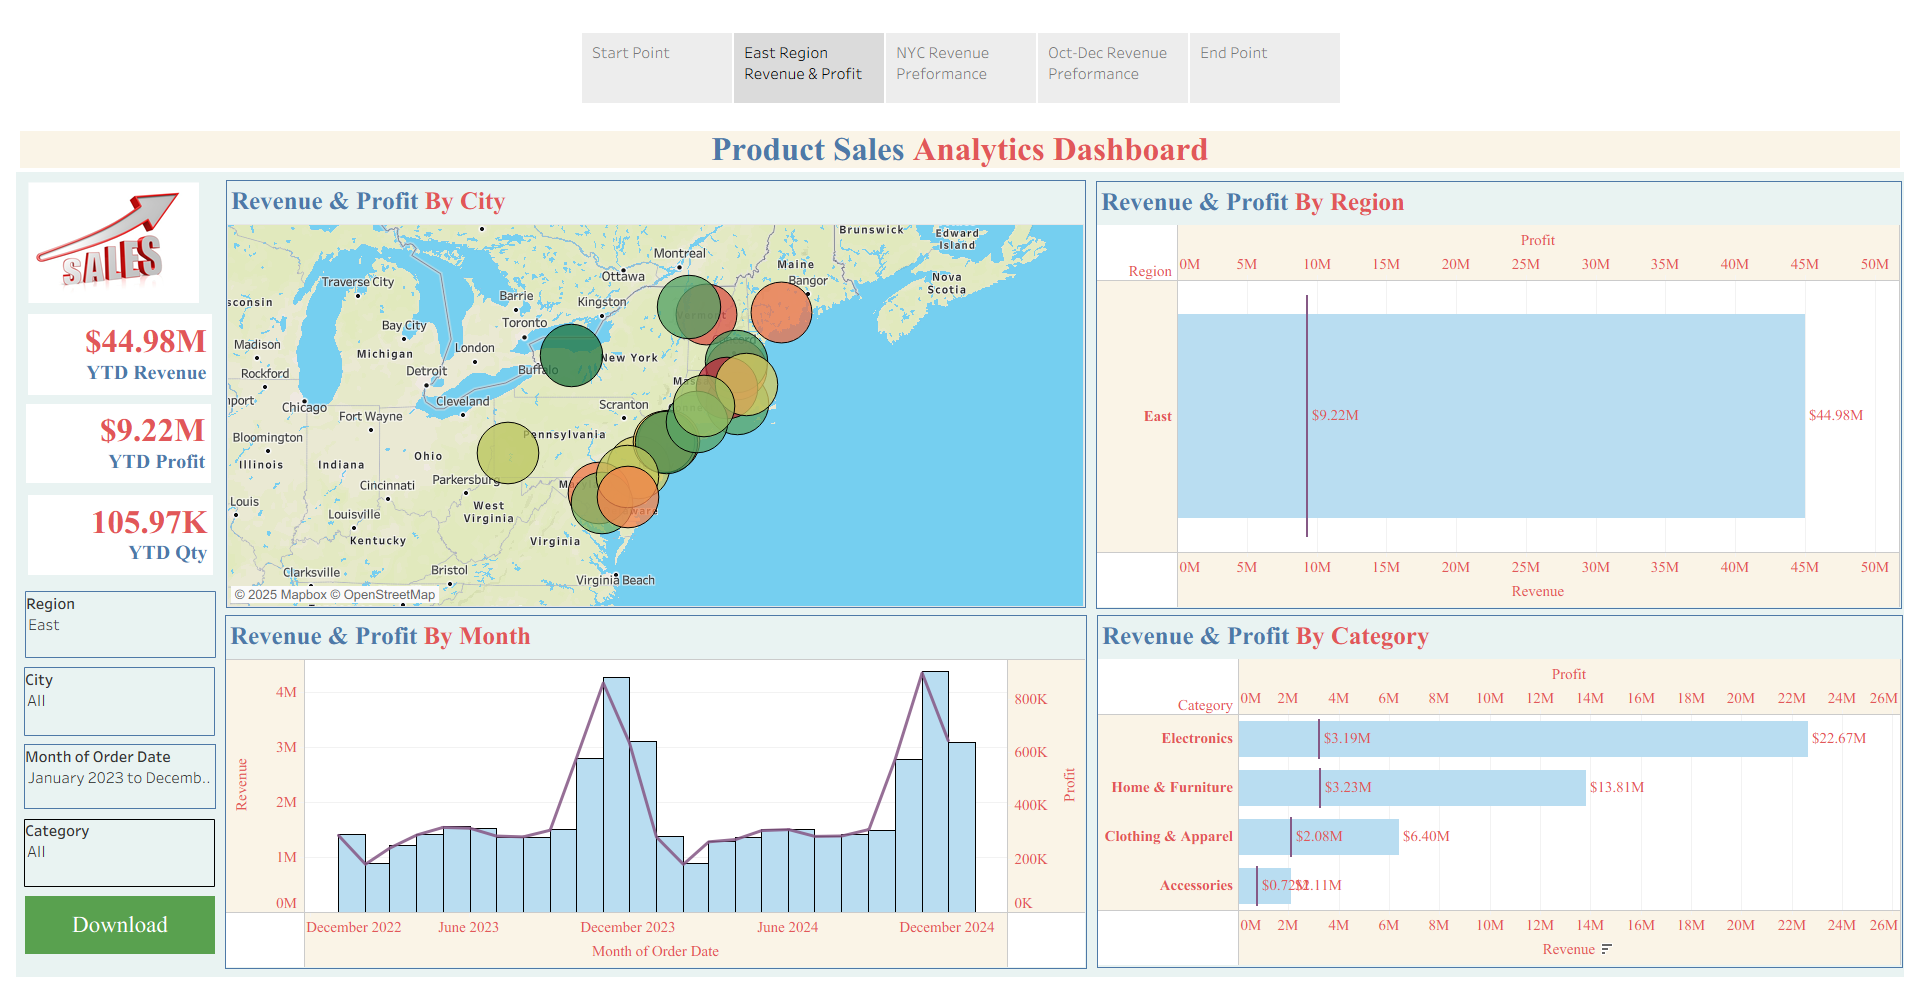 Start Point
East Region
Revenue & Profit
NYC Revenue
Preformance
Oct-Dec Revenue
Preformance
End Point
Product Sales Analytics Dashboard
SALES
$44.98M
YTD Revenue
$9.22M
YTD Profit
105.97K
YTD Qty
Region
East
City
All
Month of Order Date
January 2023 to Decemb..
Category
All
Download
Revenue & Profit By City
Brunswick
Edward
Island
Montreal
Maine
Ottawa
Bangor
Nova
Scotia
Traverse City
Barrie
Kingston
sconsin
Vermont
Toronto
Bay City
Madison
London
Michigan
New York
Buffalo
Rockford
Detroit
Mass
port
Chicago
Cleveland
Scranton
Fort Wayne
Bloomington
Pennsylvania
Ohio
Illinois
Indiana
Cincinnati
Parkersburg
M
Louis
Louisville
West
Virginia
ware
Kentucky
Virginia
Clarksville
Bristol
Virginia Beach
© 2025 Mapbox © OpenStreetMap
Revenue & Profit By Region
Profit
Region
0M 5M 10M 15M 20M 25M 30M 35M 40M 45M 50M
East
$9.22M
$44.98M
0M 5M 10M 15M 20M 25M 30M 35M 40M 45M 50M
Revenue
Revenue & Profit By Month
Revenue
4M
3M
2M
1M
0M
800K
600K
400K
200K
0K
Profit
December 2022 June 2023 December 2023 June 2024 December 2024
Month of Order Date
Revenue & Profit By Category
Profit
Category
0M 2M 4M 6M 8M 10M 12M 14M 16M 18M 20M 22M 24M 26M
Electronics
$3.19M
$22.67M
Home & Furniture
$3.23M
$13.81M
Clothing & Apparel
$2.08M
$6.40M
Accessories
$0.72M
$2.11M
0M 2M 4M 6M 8M 10M 12M 14M 16M 18M 20M 22M 24M 26M
Revenue